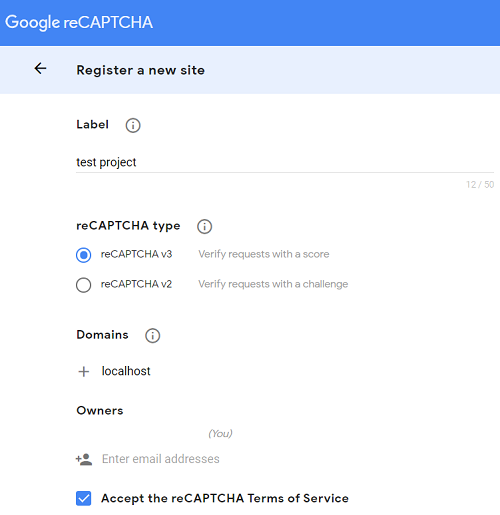 Google reCAPTCHA
Register a new site
Label
test project
12 / 50
reCAPTCHA type
reCAPTCHA v3 Verify requests with a score
reCAPTCHA v2 Verify requests with a challenge
Domains
localhost
Owners
(You)
Enter email addresses
Accept the reCAPTCHA Terms of Service